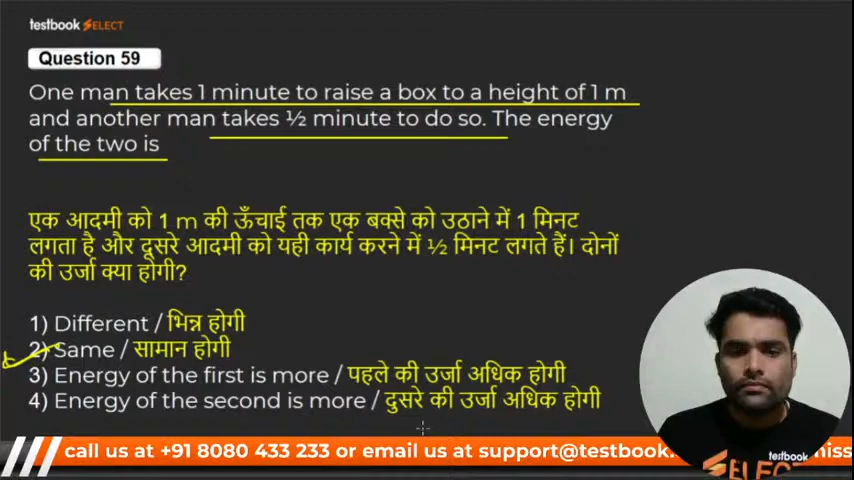 testbook SELECT
Question 59
One man takes 1 minute to raise a box to a height of 1 m
and another man takes ½ minute to do so. The energy
of the two is
एक आदमी को 1 m की ऊँचाई तक एक बक्से को उठाने में 1 मिनट
लगता है और दूसरे आदमी को यही कार्य करने में ½ मिनट लगते हैं। दोनों
की उर्जा क्या होगी?
1) Different / भिन्न होगी
2) Same / सामान होगी
3) Energy of the first is more / पहले की उर्जा अधिक होगी
4) Energy of the second is more / दुसरे की उर्जा अधिक होगी
call us at +91 8080 433 233 or email us at support@testbook.
testbook
SELECT